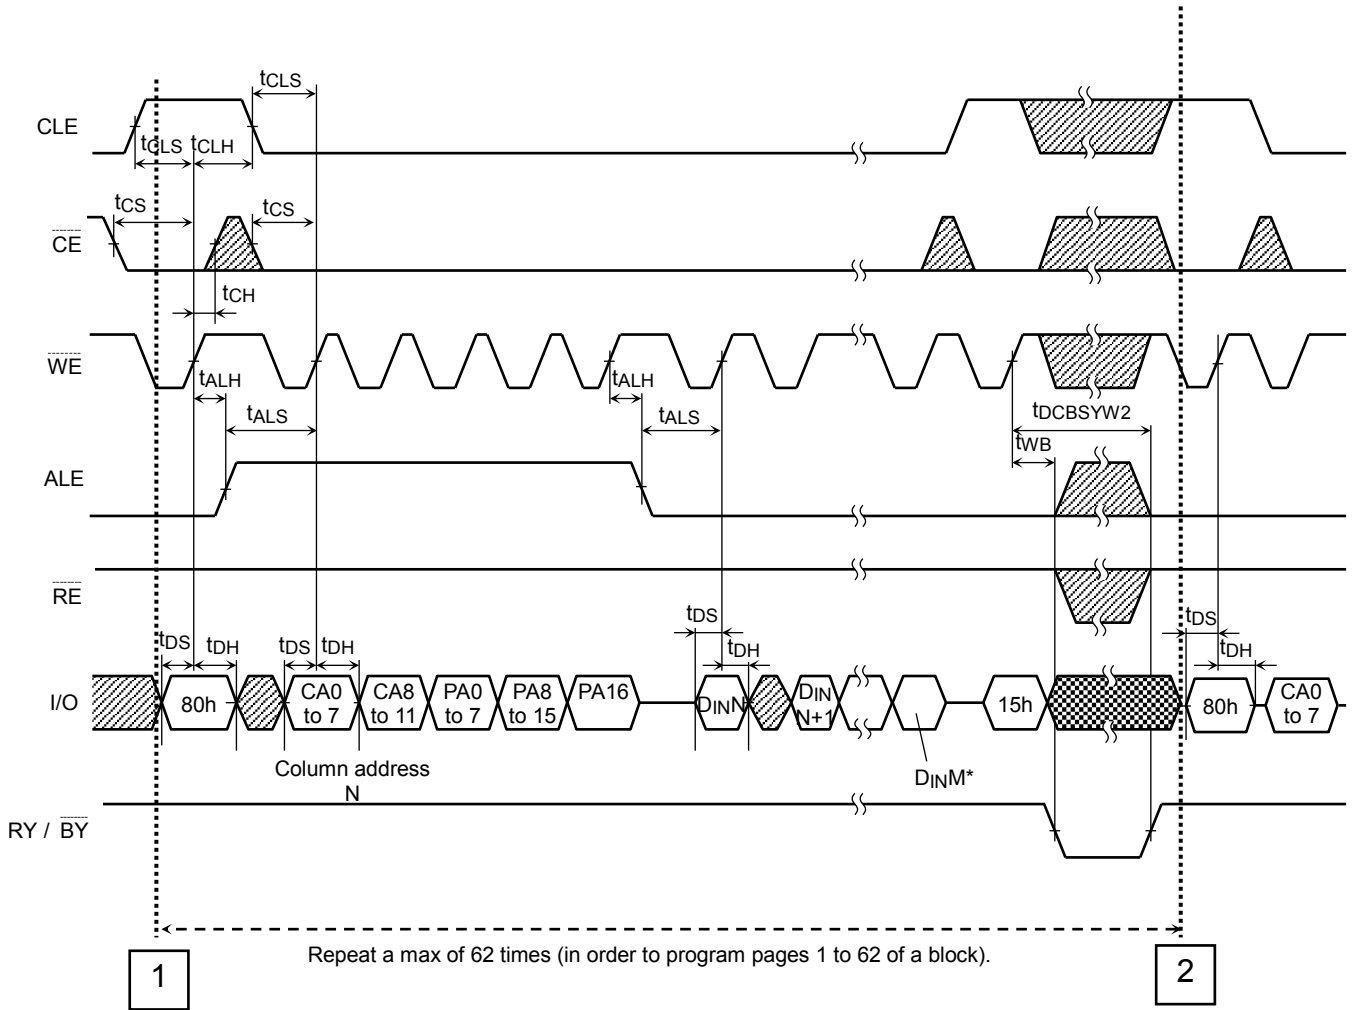 tCLS
CLE
tCLS tCLH
tCS tCS
CE
tCH
WE
tALH tALH
tALS tALS
tDCBSYW2
tWB
ALE
RE
tDS tDH tDS tDH tDS tDH tDS tDH
I/O 80h CA0 to 7 CA8 to 11 PA0 to 7 PA8 to 15 PA16 DINN DIN N+1 15h 80h CA0 to 7
Column address N
DINM*
RY / BY
Repeat a max of 62 times (in order to program pages 1 to 62 of a block).
1 2